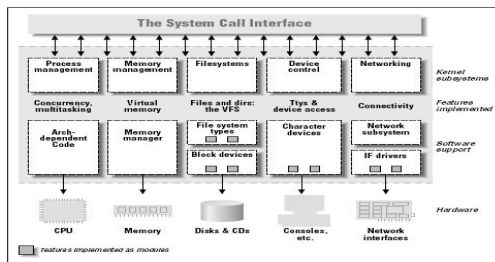 The System Call Interface
Process
management
Memory
management
Filesystems
Device
control
Networking
Kernel
subsystems
Concurrency,
multitasking
Virtual
memory
Files and dirs:
the VFS
Ttys &
device access
Connectivity
Features
implemented
Arch-
dependent
Code
Memory
manager
File system
types
Block devices
Character
devices
Network
subsystem
IF drivers
Software
support
CPU
Memory
Disks & CDs
Consoles,
etc.
Network
interfaces
Hardware
features implemented as modules